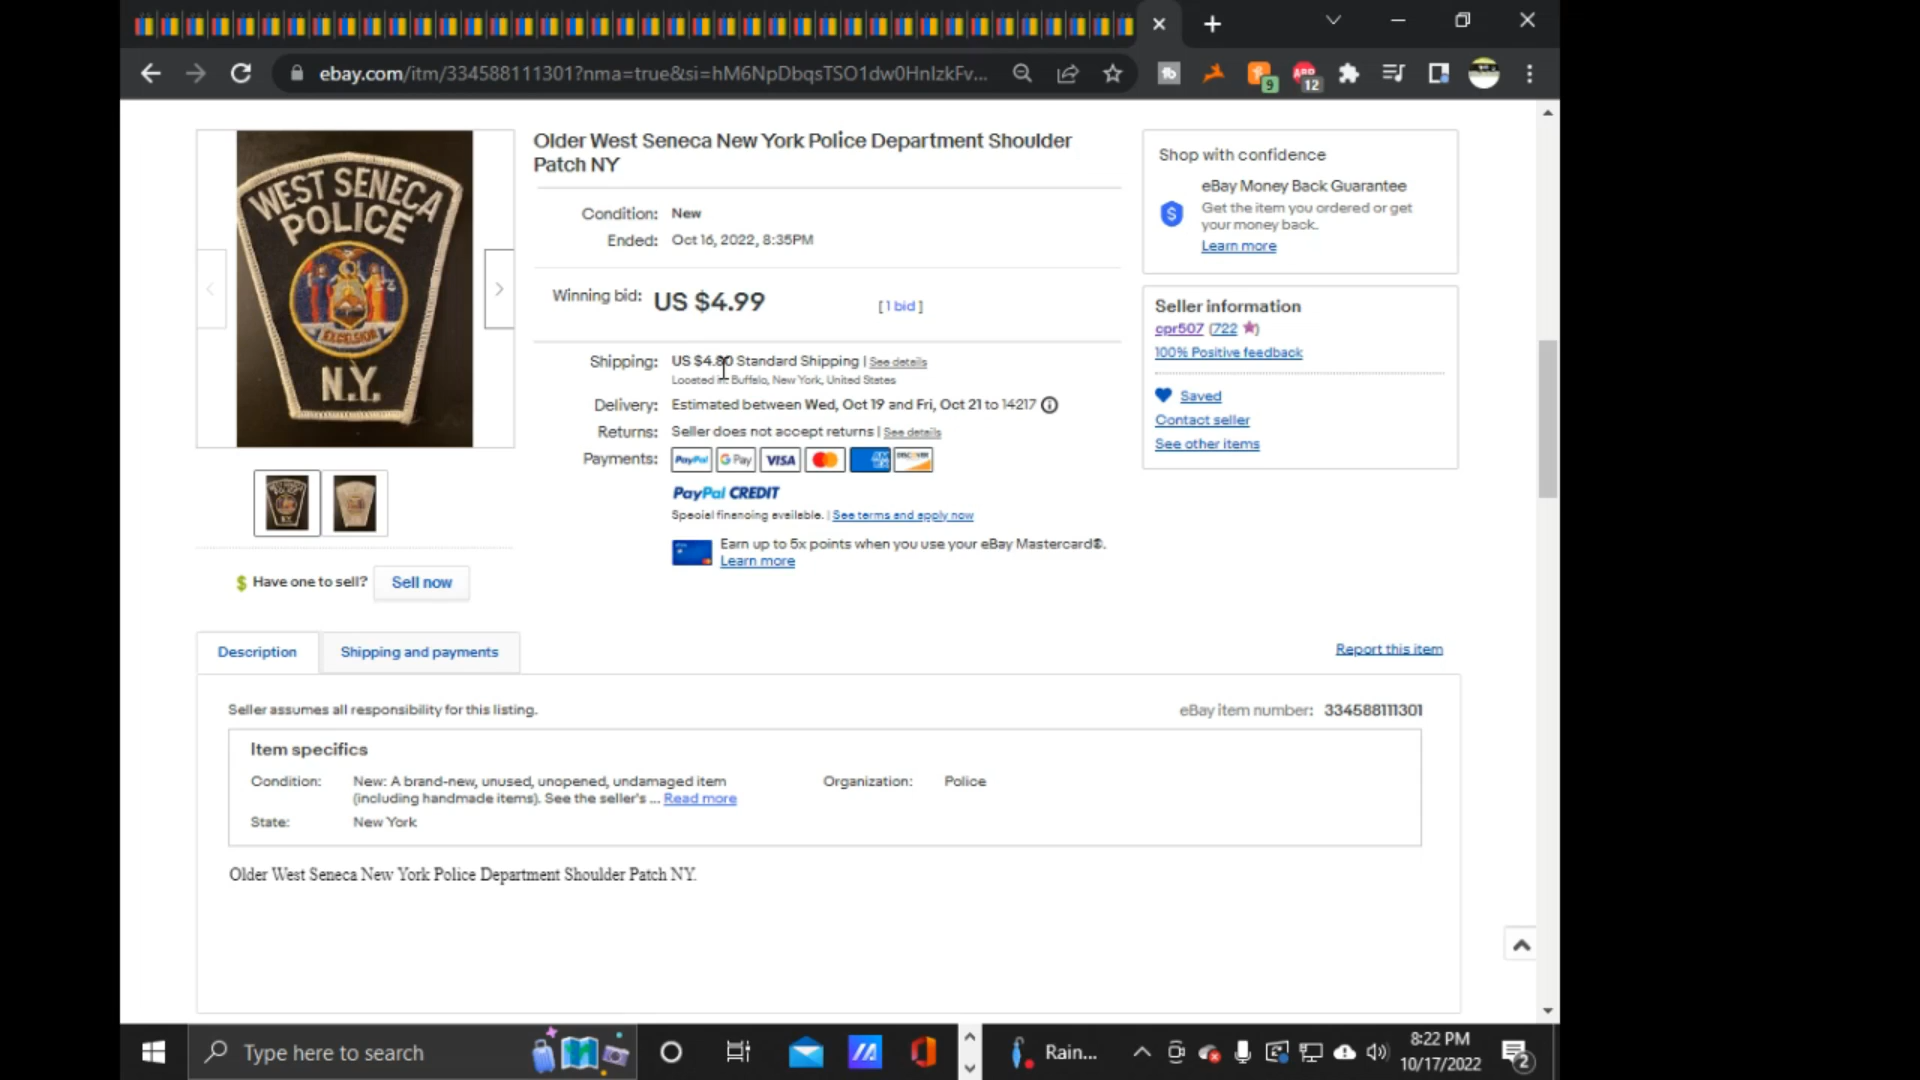 ebay.com/itm/334588111301?nma=true&si=hM6NpDbqsTSO1dw0HnIzkFv...
9
ABP
12
Older West Seneca New York Police Department Shoulder
Patch NY
Condition: New
Ended: Oct 16, 2022, 8:35PM
Winning bid: US $4.99 [ 1 bid ]
Shipping: US $4.80 Standard Shipping | See details
Located in: Buffalo, New York, United States
Delivery: Estimated between Wed, Oct 19 and Fri, Oct 21 to 14217
Returns: Seller does not accept returns | See details
Payments: PayPal G Pay VISA AM EX DISCOVER
PayPal CREDIT
Special financing available. | See terms and apply now
Earn up to 5x points when you use your eBay Mastercard®.
Learn more
WEST SENECA
POLICE
EXCELSIOR
N.Y.
$ Have one to sell? Sell now
Shop with confidence
eBay Money Back Guarantee
Get the item you ordered or get
your money back.
Learn more
Seller information
cpr507 (722)
100% Positive feedback
Saved
Contact seller
See other items
Description Shipping and payments
Report this item
Seller assumes all responsibility for this listing.
eBay item number: 334588111301
Item specifics
Condition: New: A brand-new, unused, unopened, undamaged item
(including handmade items). See the seller's ... Read more
Organization: Police
State: New York
Older West Seneca New York Police Department Shoulder Patch NY.
Type here to search
Rain...
8:22 PM
10/17/2022
2